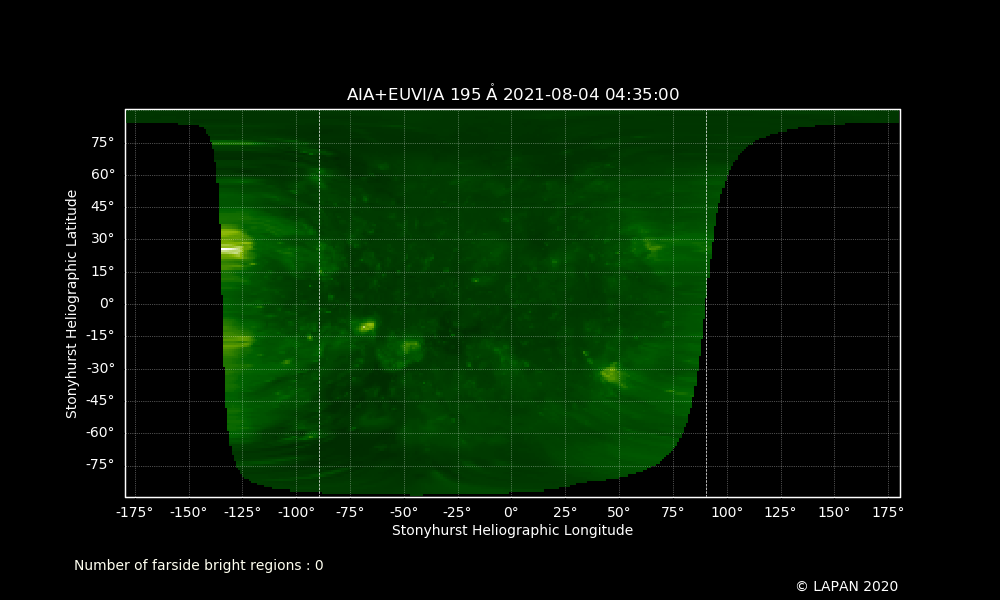 AIA+EUVI/A 195 Å 2021-08-04 04:35:00
Stonyhurst Heliographic Latitude
75°
60°
45°
30°
15°
0°
-15°
-30°
-45°
-60°
-75°
-175° -150° -125° -100° -75° -50° -25° 0° 25° 50° 75° 100° 125° 150° 175°
Stonyhurst Heliographic Longitude
Number of farside bright regions : 0
© LAPAN 2020